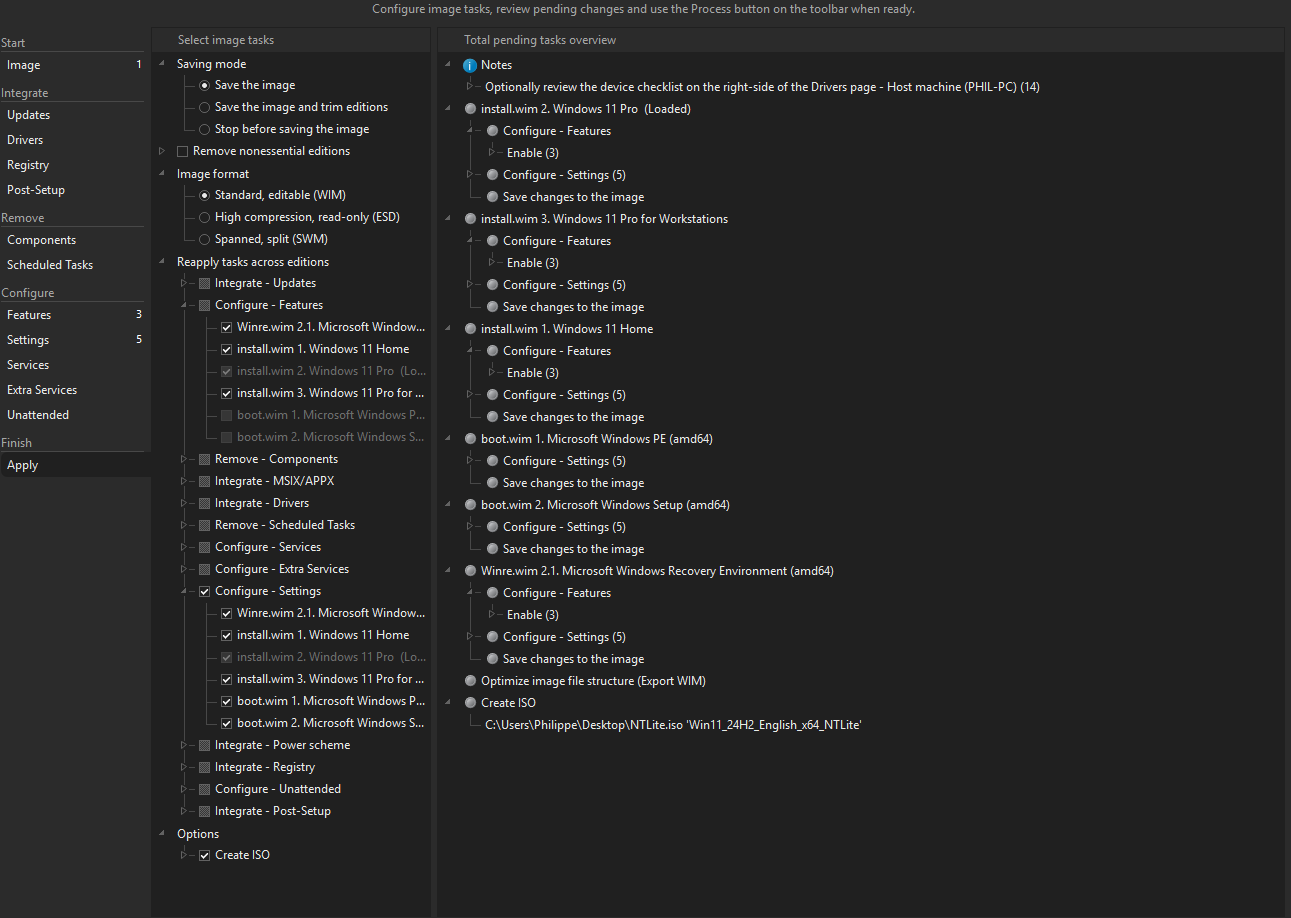 Configure image tasks, review pending changes and use the Process button on the toolbar when ready.
Start
Image 1
Integrate
Updates
Drivers
Registry
Post-Setup
Remove
Components
Scheduled Tasks
Configure
Features 3
Settings 5
Services
Extra Services
Unattended
Finish
Apply
Select image tasks
Saving mode
Save the image
Save the image and trim editions
Stop before saving the image
Remove nonessential editions
Image format
Standard, editable (WIM)
High compression, read-only (ESD)
Spanned, split (SWM)
Reapply tasks across editions
Integrate - Updates
Configure - Features
Winre.wim 2.1. Microsoft Window...
install.wim 1. Windows 11 Home
install.wim 2. Windows 11 Pro (Lo...
install.wim 3. Windows 11 Pro for ...
boot.wim 1. Microsoft Windows P...
boot.wim 2. Microsoft Windows S...
Remove - Components
Integrate - MSIX/APPX
Integrate - Drivers
Remove - Scheduled Tasks
Configure - Services
Configure - Extra Services
Configure - Settings
Winre.wim 2.1. Microsoft Window...
install.wim 1. Windows 11 Home
install.wim 2. Windows 11 Pro (Lo...
install.wim 3. Windows 11 Pro for ...
boot.wim 1. Microsoft Windows P...
boot.wim 2. Microsoft Windows S...
Integrate - Power scheme
Integrate - Registry
Configure - Unattended
Integrate - Post-Setup
Options
Create ISO
Total pending tasks overview
Notes
Optionally review the device checklist on the right-side of the Drivers page - Host machine (PHIL-PC) (14)
install.wim 2. Windows 11 Pro (Loaded)
Configure - Features
Enable (3)
Configure - Settings (5)
Save changes to the image
install.wim 3. Windows 11 Pro for Workstations
Configure - Features
Enable (3)
Configure - Settings (5)
Save changes to the image
install.wim 1. Windows 11 Home
Configure - Features
Enable (3)
Configure - Settings (5)
Save changes to the image
boot.wim 1. Microsoft Windows PE (amd64)
Configure - Settings (5)
Save changes to the image
boot.wim 2. Microsoft Windows Setup (amd64)
Configure - Settings (5)
Save changes to the image
Winre.wim 2.1. Microsoft Windows Recovery Environment (amd64)
Configure - Features
Enable (3)
Configure - Settings (5)
Save changes to the image
Optimize image file structure (Export WIM)
Create ISO
C:\Users\Philippe\Desktop\NTLite.iso 'Win11_24H2_English_x64_NTLite'